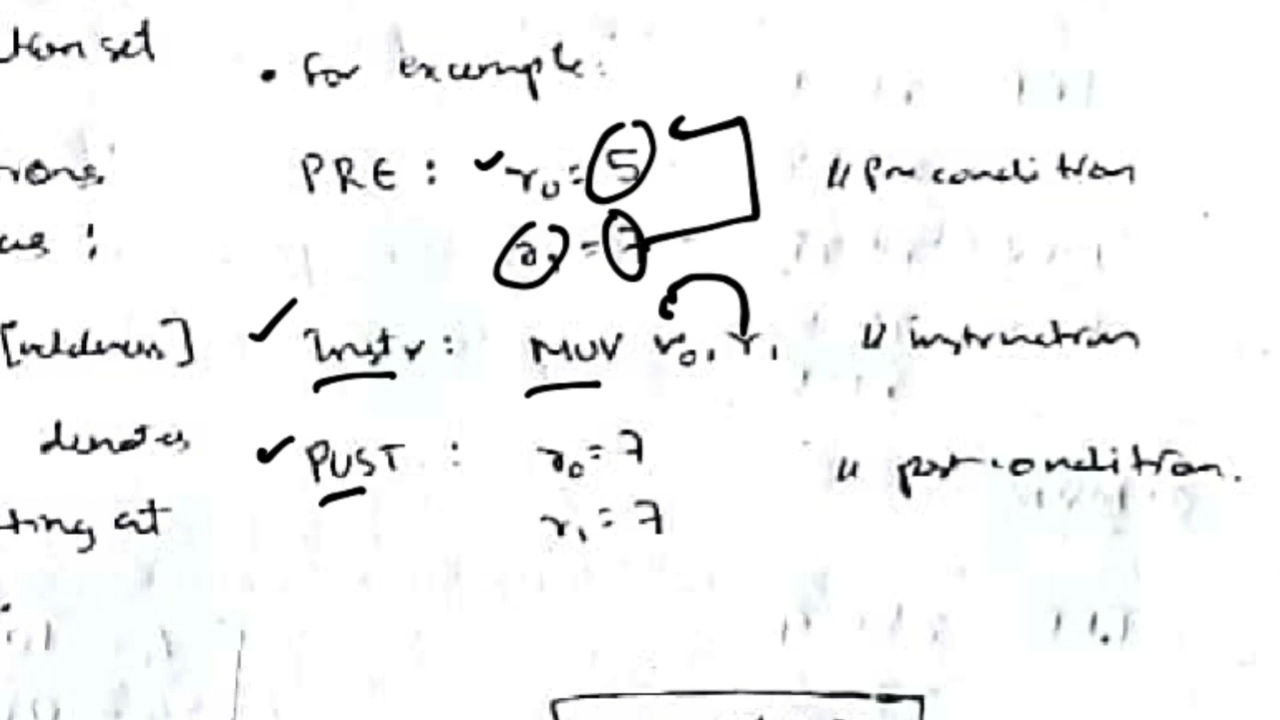 • For example:
PRE : r0 = 5 // Precondition
r1 = 7
[address] Instr : MOV r0, r1 // instruction
denotes POST : r0 = 7 // post-condition.
ting at r1 = 7